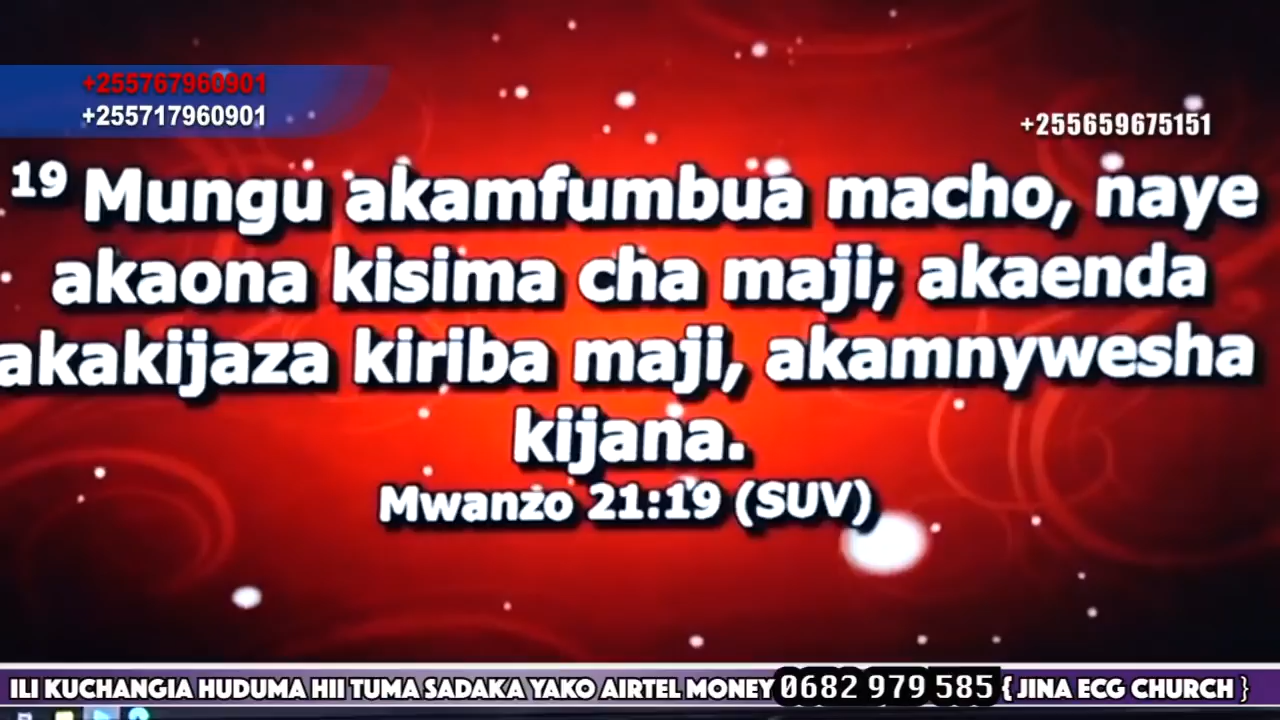 +255767960901
+255717960901
+255659675151
19 Mungu akamfumbua macho, naye
akaona kisima cha maji; akaenda
akakijaza kiriba maji, akamnywesha
kijana.
Mwanzo 21:19 (SUV)
ILI KUCHANGIA HUDUMA HII TUMA SADAKA YAKO AIRTEL MONEY 0682 979 585 { JINA ECG CHURCH }